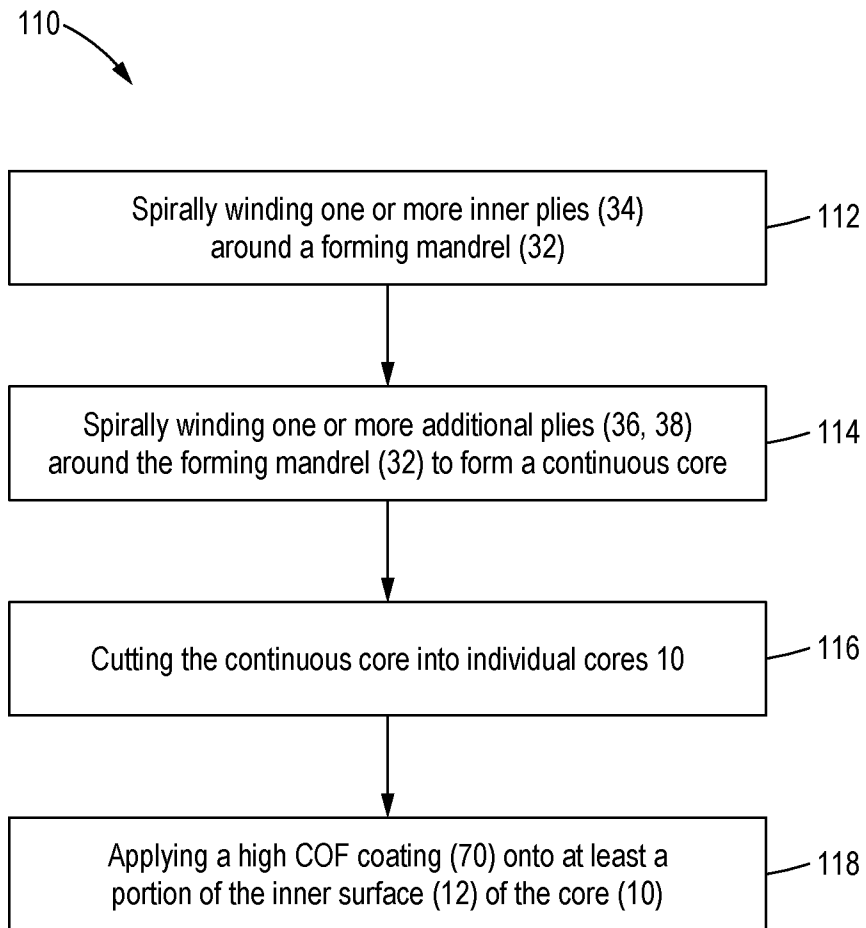 110
Spirally winding one or more inner plies (34)
around a forming mandrel (32)
112
Spirally winding one or more additional plies (36, 38)
around the forming mandrel (32) to form a continuous core
114
Cutting the continuous core into individual cores 10
116
Applying a high COF coating (70) onto at least a
portion of the inner surface (12) of the core (10)
118